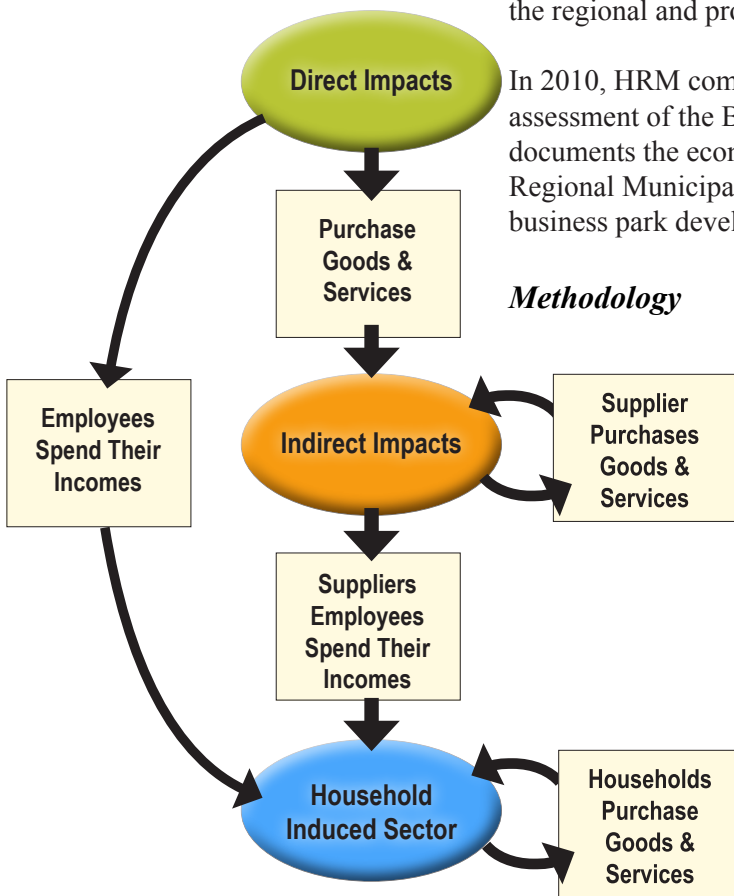 the regional and pro
Direct Impacts
In 2010, HRM com
assessment of the B
documents the econ
Regional Municipa
business park devel
Purchase
Goods &
Services
Methodology
Employees
Spend Their
Incomes
Indirect Impacts
Supplier
Purchases
Goods &
Services
Suppliers
Employees
Spend Their
Incomes
Household
Induced Sector
Households
Purchase
Goods &
Services